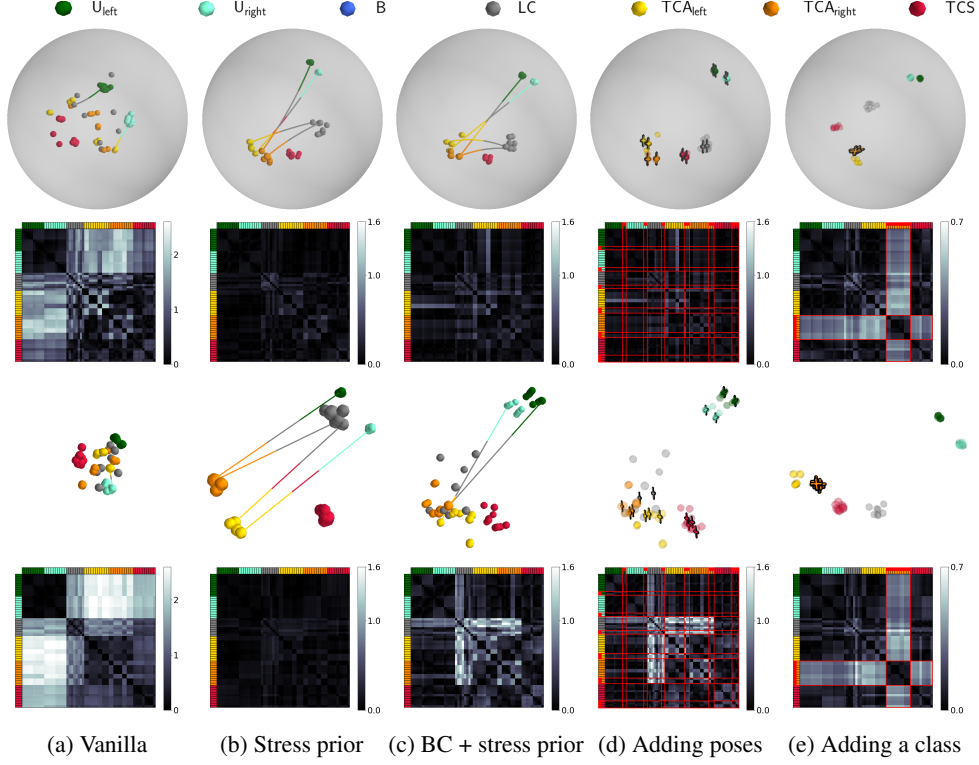 U_left U_right B LC TCA_left TCA_right TCS
2 1 0 1.6 1.0 0.0 1.6 1.0 0.0 1.6 1.0 0.0 0.7 0.0
2 1 0 1.6 1.0 0.0 1.6 1.0 0.0 1.6 1.0 0.0 0.7 0.0
(a) Vanilla (b) Stress prior (c) BC + stress prior (d) Adding poses (e) Adding a class